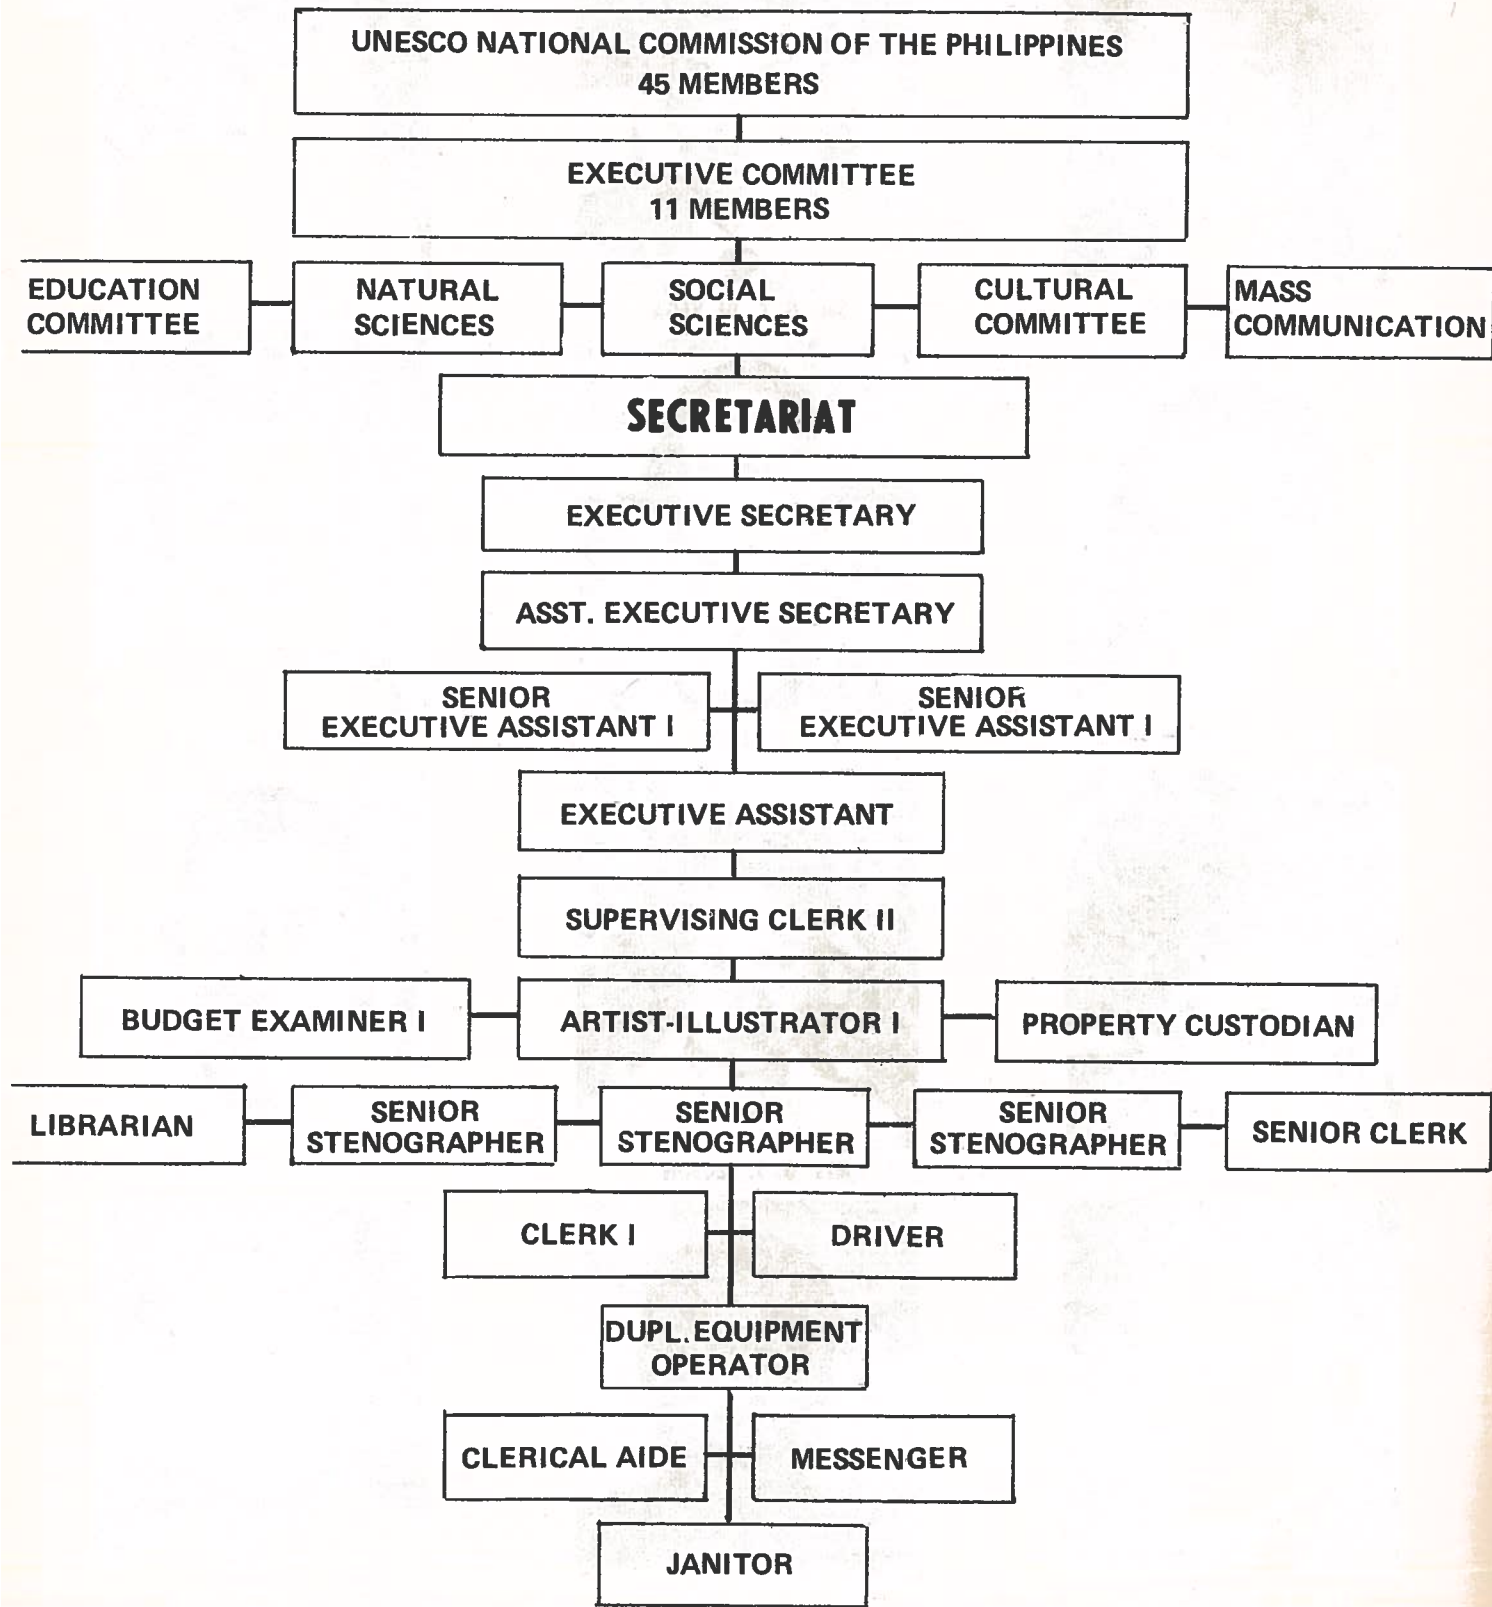 UNESCO NATIONAL COMMISSION OF THE PHILIPPINES
45 MEMBERS
EXECUTIVE COMMITTEE
11 MEMBERS
EDUCATION
COMMITTEE
NATURAL
SCIENCES
SOCIAL
SCIENCES
CULTURAL
COMMITTEE
MASS
COMMUNICATION
SECRETARIAT
EXECUTIVE SECRETARY
ASST. EXECUTIVE SECRETARY
SENIOR
EXECUTIVE ASSISTANT I
SENIOR
EXECUTIVE ASSISTANT I
EXECUTIVE ASSISTANT
SUPERVISING CLERK II
BUDGET EXAMINER I
ARTIST-ILLUSTRATOR I
PROPERTY CUSTODIAN
LIBRARIAN
SENIOR
STENOGRAPHER
SENIOR
STENOGRAPHER
SENIOR
STENOGRAPHER
SENIOR CLERK
CLERK I
DRIVER
DUPL. EQUIPMENT
OPERATOR
CLERICAL AIDE
MESSENGER
JANITOR